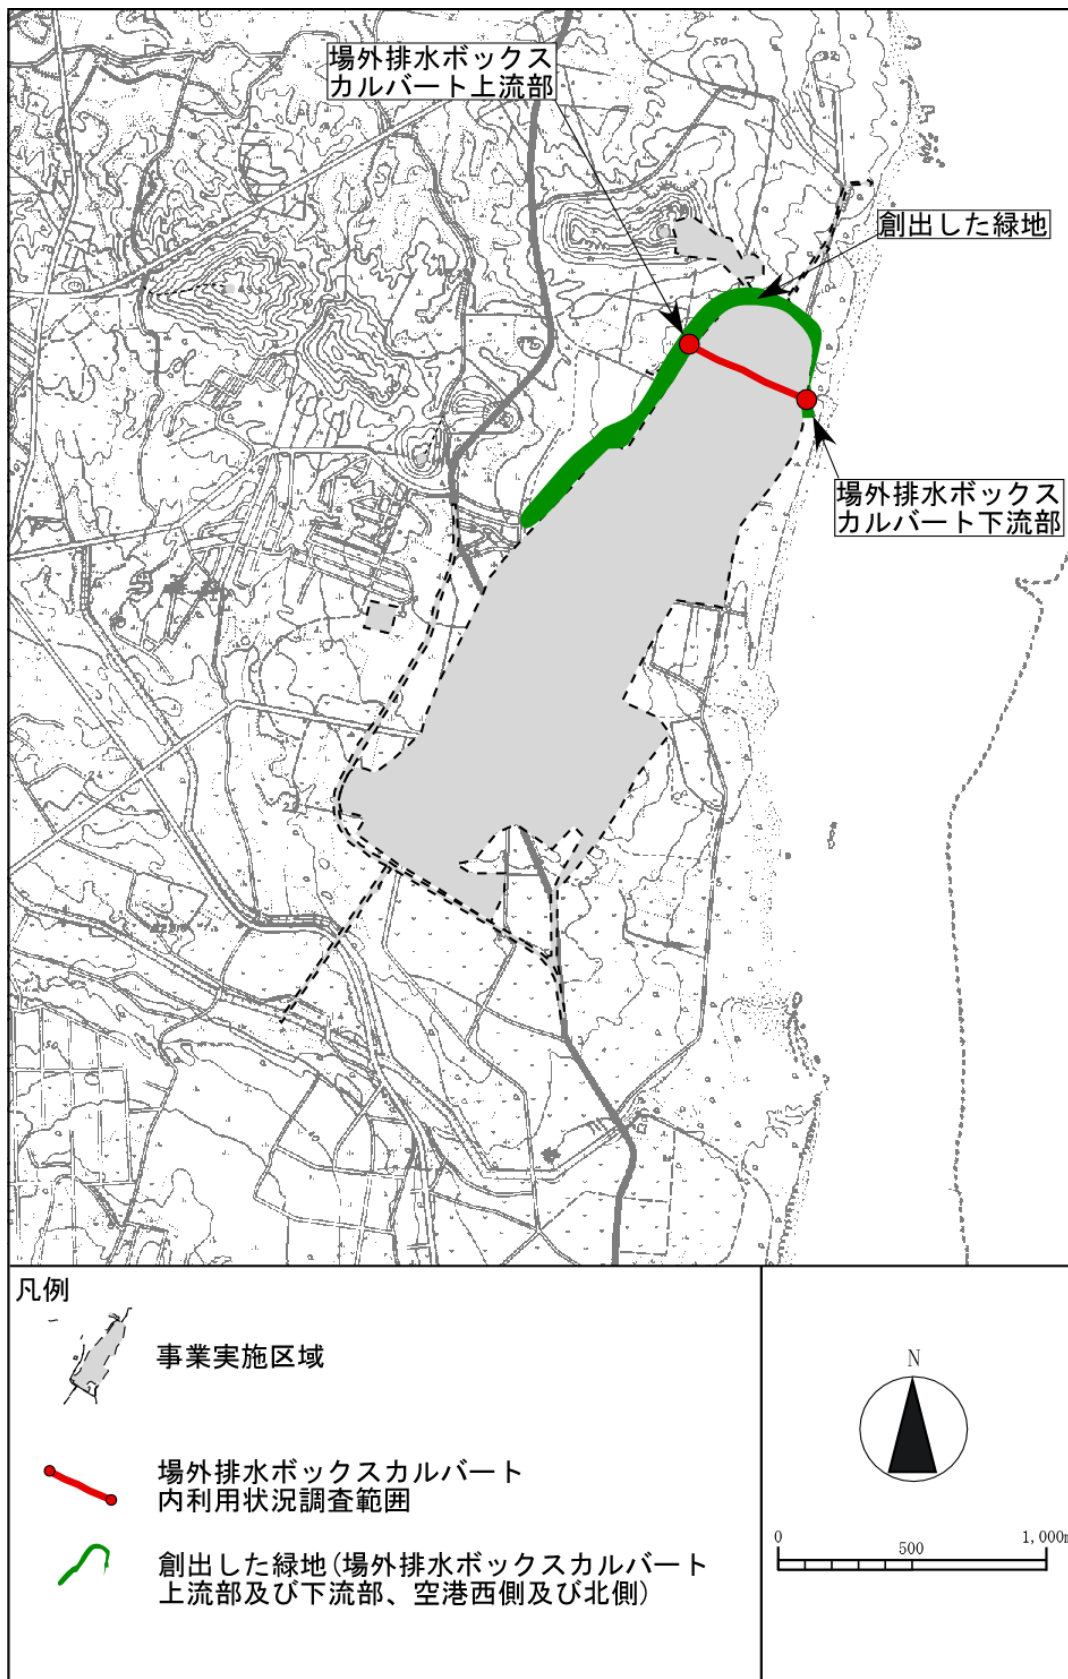 場外排水ボックス
カルバート上流部
創出した緑地
場外排水ボックス
カルバート下流部
50
24
50
凡例
事業実施区域
場外排水ボックスカルバート
内利用状況調査範囲
創出した緑地(場外排水ボックスカルバート
上流部及び下流部、空港西側及び北側)
N
0
500
1,000m